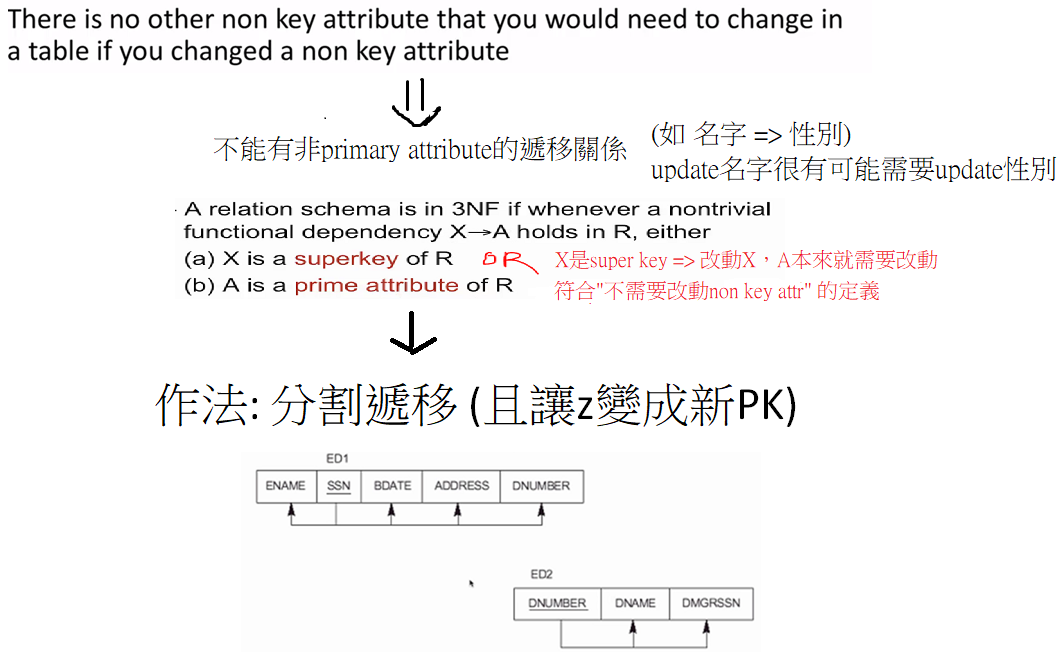 There is no other non key attribute that you would need to change in
a table if you changed a non key attribute
不能有非primary attribute的遞移關係
(如 名字 => 性別)
update名字很有可能需要update性別
· A relation schema is in 3NF if whenever a nontrivial
functional dependency X→A holds in R, either
(a) X is a superkey of R OR
(b) A is a prime attribute of R
X是super key => 改動X，A本來就需要改動
符合"不需要改動non key attr" 的定義
作法: 分割遞移 (且讓z變成新PK)
ED1
ENAME SSN BDATE ADDRESS DNUMBER
ED2
DNUMBER DNAME DMGRSSN